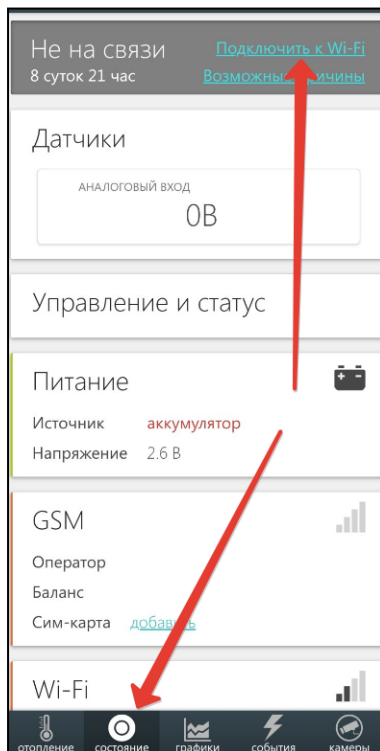 Не на связи Подключить к Wi-Fi
8 суток 21 час Возможные причины
Датчики
АНАЛОГОВЫЙ ВХОД
0В
Управление и статус
Питание
Источник аккумулятор
Напряжение 2.6 В
GSM
Оператор
Баланс
Сим-карта добавить
Wi-Fi
отопление состояние графики события камеры